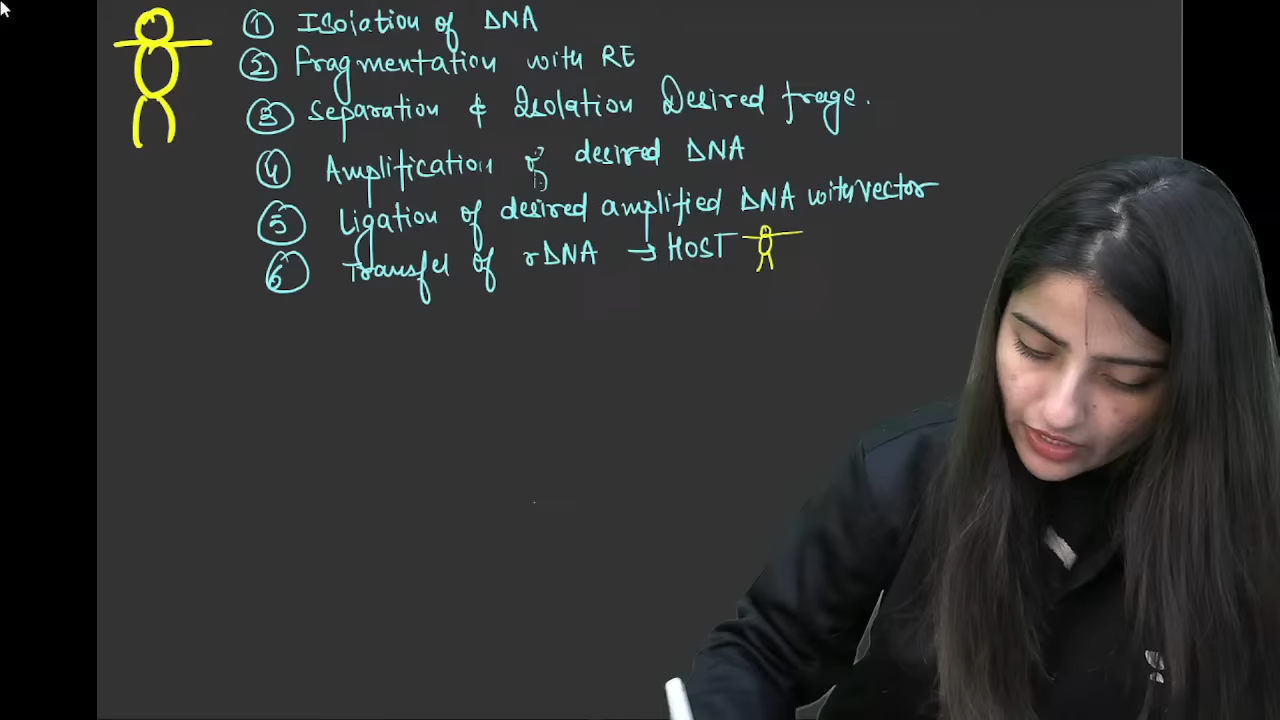 ① Isolation of DNA
② Fragmentation with RE
③ Separation & Isolation Desired frage.
④ Amplification of desired DNA
⑤ Ligation of desired amplified DNA with vector
⑥ Transfer of rDNA → HOST